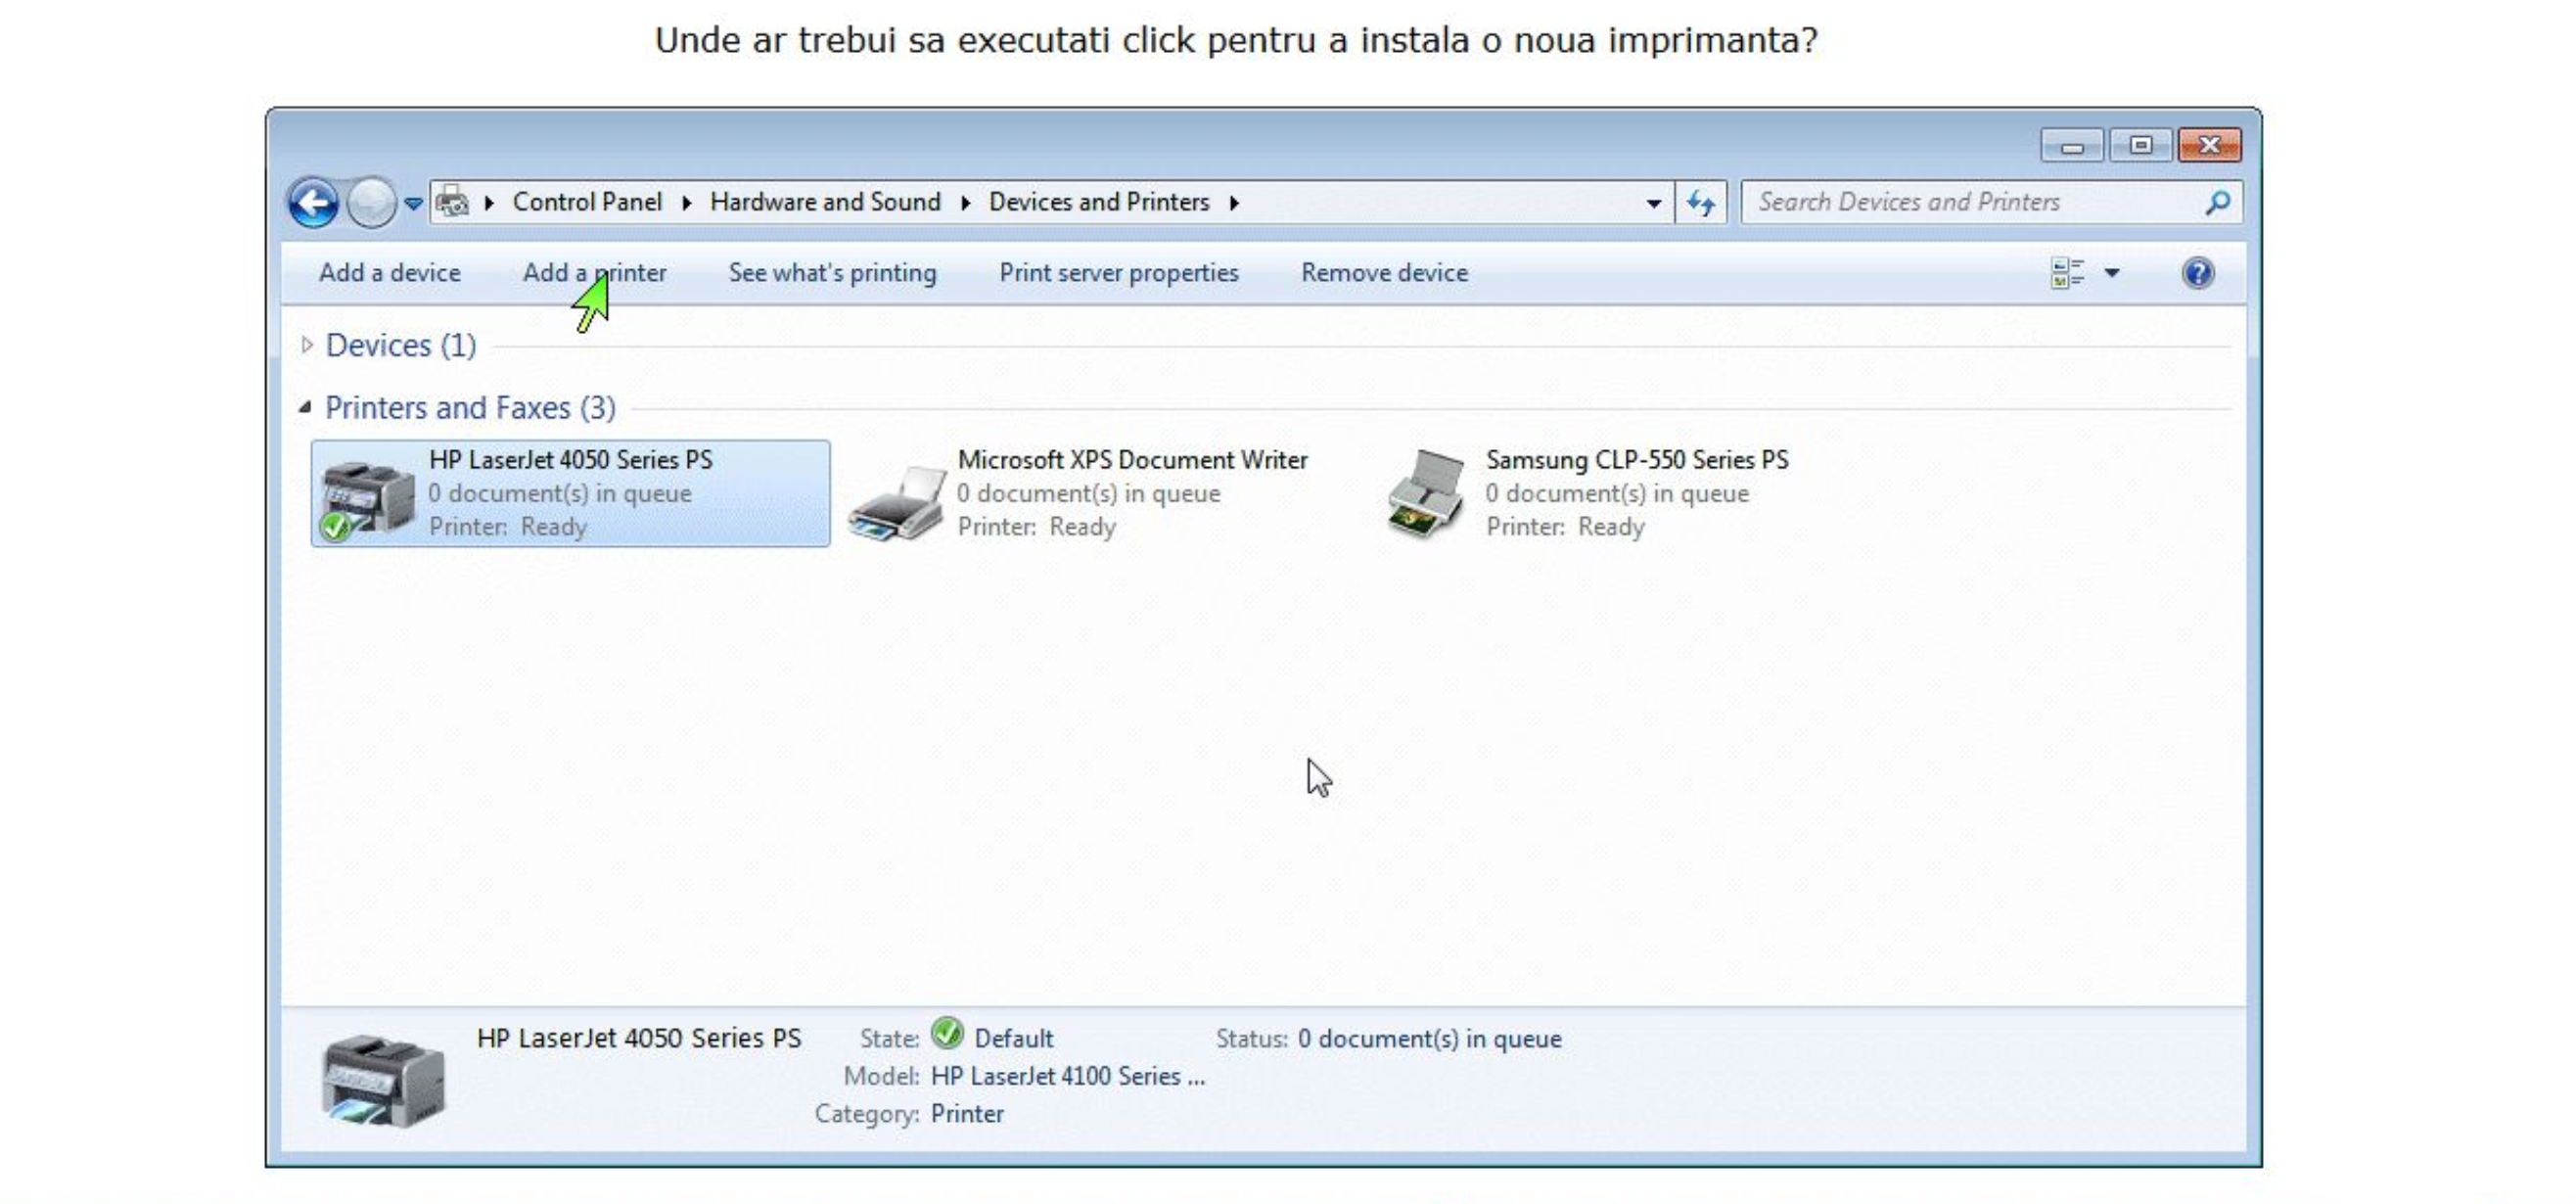 Unde ar trebui sa executati click pentru a instala o noua imprimanta?
Control Panel Hardware and Sound Devices and Printers
Search Devices and Printers
Add a device Add a printer See what's printing Print server properties Remove device
Devices (1)
Printers and Faxes (3)
HP LaserJet 4050 Series PS
0 document(s) in queue
Printer: Ready
Microsoft XPS Document Writer
0 document(s) in queue
Printer: Ready
Samsung CLP-550 Series PS
0 document(s) in queue
Printer: Ready
HP LaserJet 4050 Series PS State: Default Status: 0 document(s) in queue
Model: HP LaserJet 4100 Series ...
Category: Printer